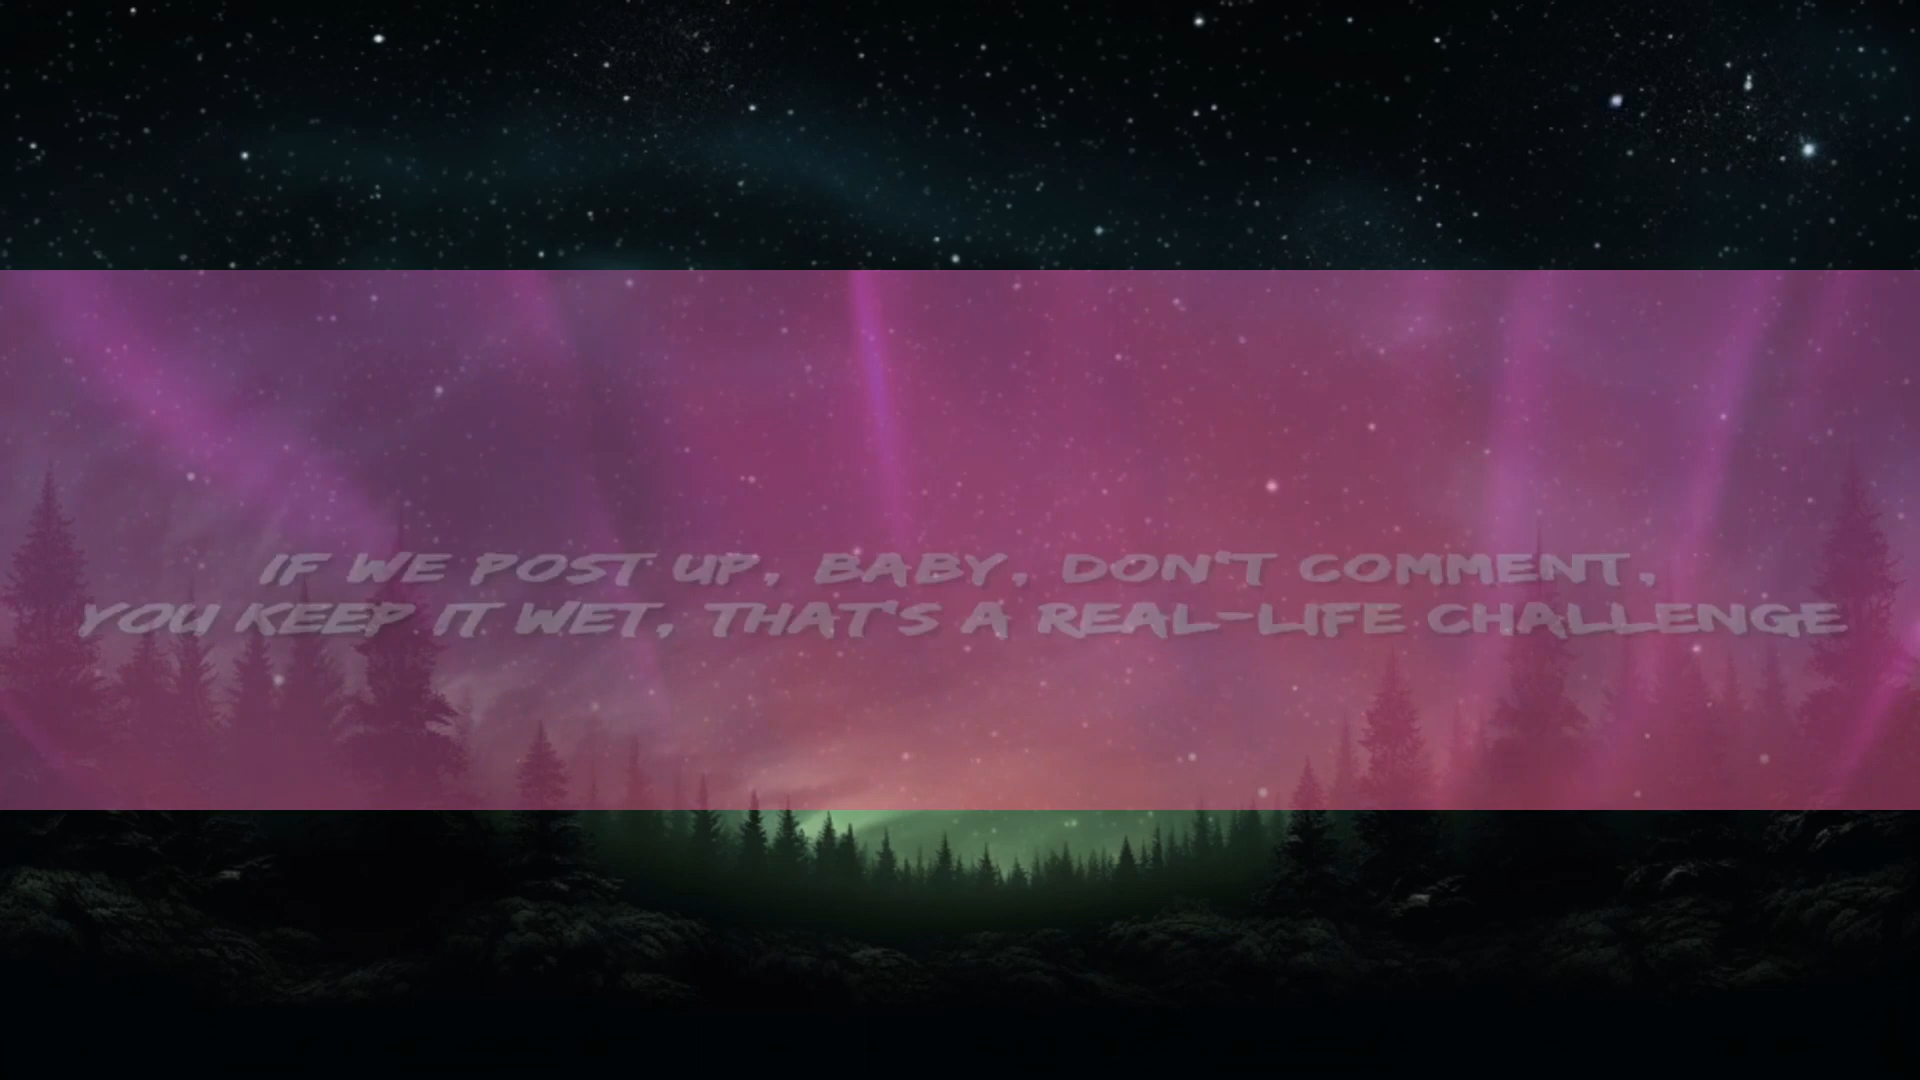 IF WE POST UP, BABY, DON'T COMMENT,
YOU KEEP IT WET, THAT'S A REAL-LIFE CHALLENGE